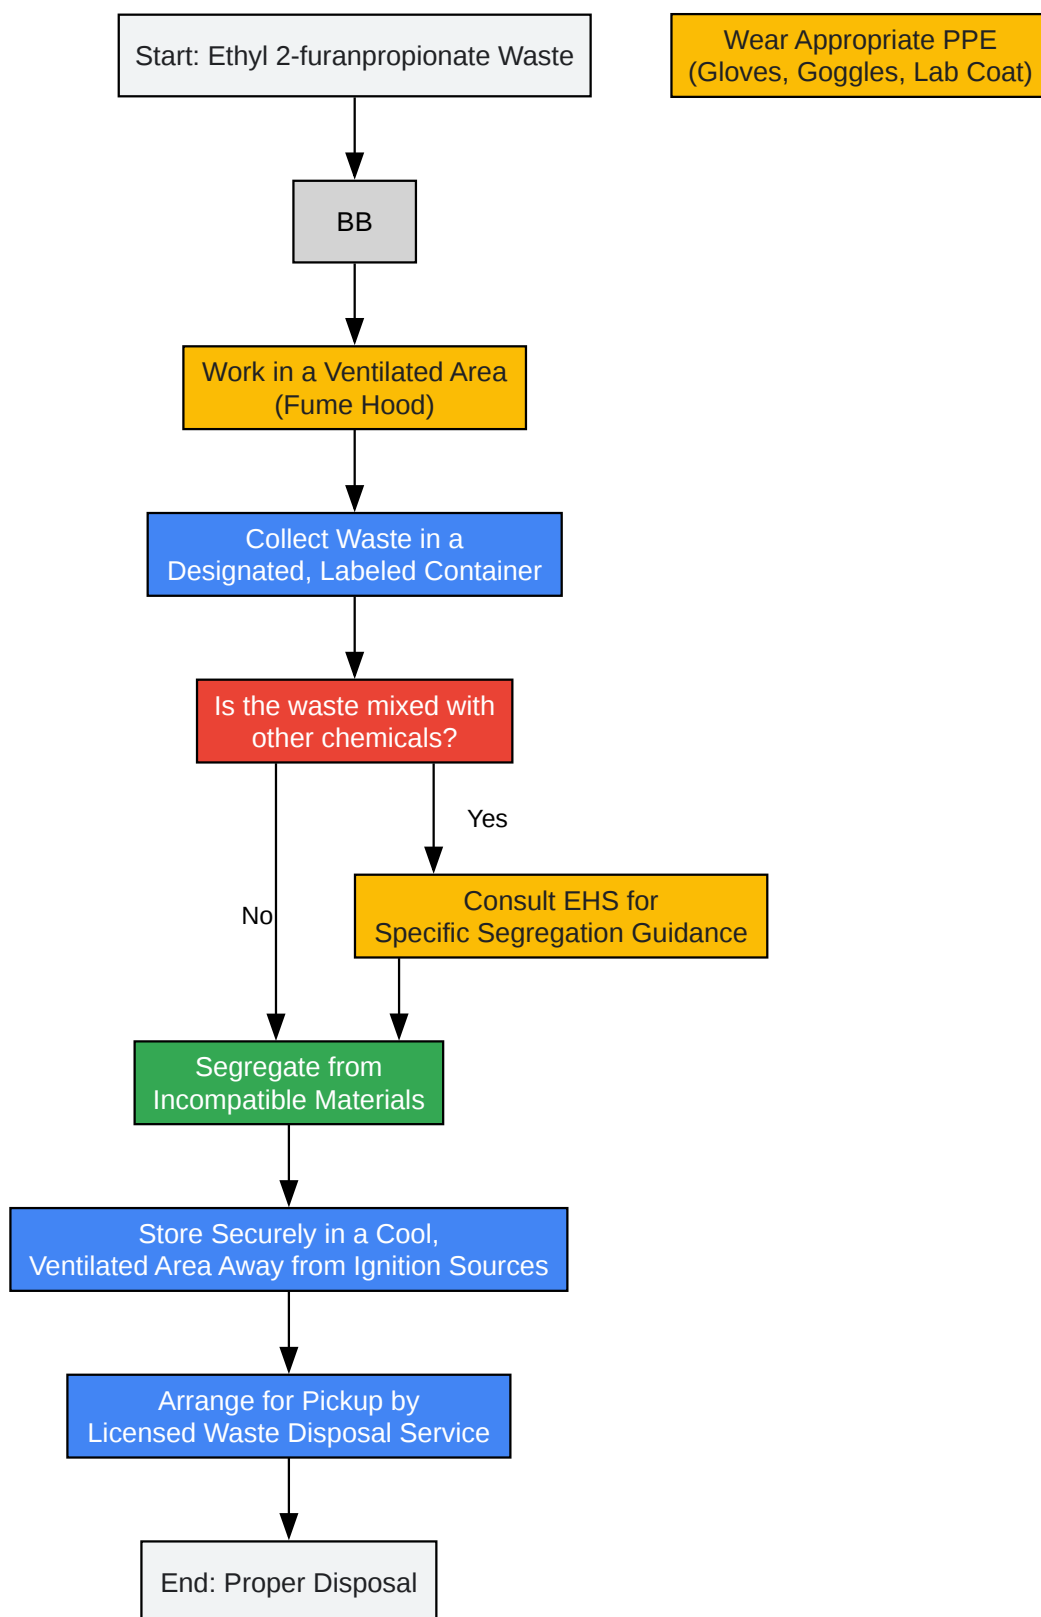 Start: Ethyl 2-furanpropionate Waste
Wear Appropriate PPE
(Gloves, Goggles, Lab Coat)
BB
Work in a Ventilated Area
(Fume Hood)
Collect Waste in a
Designated, Labeled Container
Is the waste mixed with
other chemicals?
Yes
Consult EHS for
Specific Segregation Guidance
No
Segregate from
Incompatible Materials
Store Securely in a Cool,
Ventilated Area Away from Ignition Sources
Arrange for Pickup by
Licensed Waste Disposal Service
End: Proper Disposal